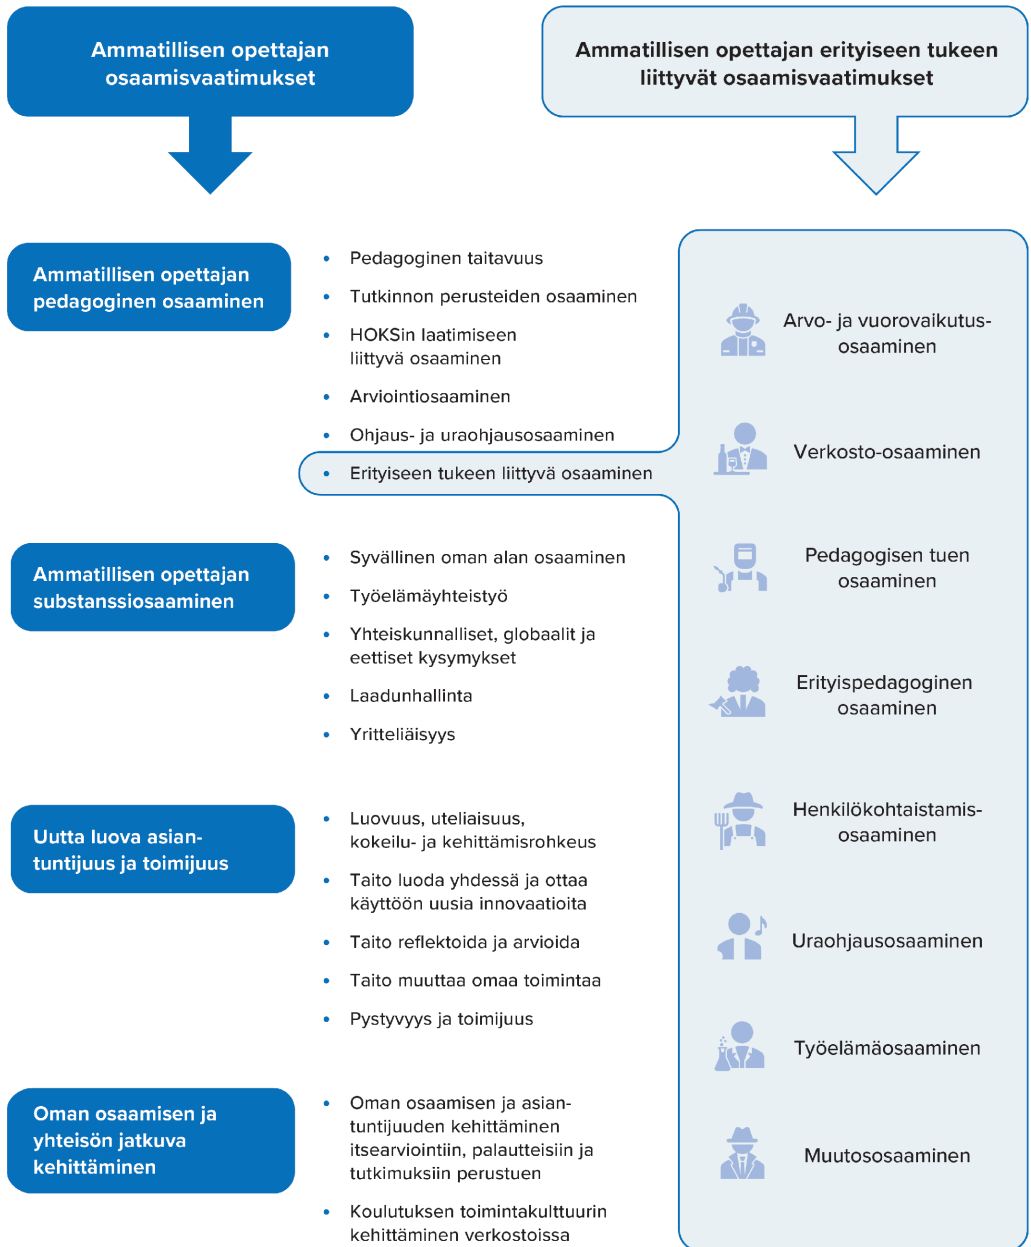 Ammatillisen opettajan
osaamisvaatimukset
Ammatillisen opettajan erityiseen tukeen
liittyvät osaamisvaatimukset
Ammatillisen opettajan
pedagoginen osaaminen
• Pedagoginen taitavuus
• Tutkinnon perusteiden osaaminen
• HOKSin laatimiseen
liittyvä osaaminen
• Arviointiosaaminen
• Ohjaus- ja uraohjausosaaminen
• Erityiseen tukeen liittyvä osaaminen
Ammatillisen opettajan
substanssiosaaminen
• Syvällinen oman alan osaaminen
• Työelämäyhteistyö
• Yhteiskunnalliset, globaalit ja
eettiset kysymykset
• Laadunhallinta
• Yritteliäisyys
Uutta luova asian-
tuntijuus ja toimijuus
• Luovuus, uteliaisuus,
kokeilu- ja kehittämisrohkeus
• Taito luoda yhdessä ja ottaa
käyttöön uusia innovaatioita
• Taito reflektoida ja arvioida
• Taito muuttaa omaa toimintaa
• Pystyvyys ja toimijuus
Oman osaamisen ja
yhteisön jatkuva
kehittäminen
• Oman osaamisen ja asian-
tuntijuuden kehittäminen
itsearviointiin, palautteisiin ja
tutkimuksiin perustuen
• Koulutuksen toimintakulttuurin
kehittäminen verkostoissa
Arvo- ja vuorovaikutus-
osaaminen
Verkosto-osaaminen
Pedagogisen tuen
osaaminen
Erityispedagoginen
osaaminen
Henkilökohtaistamis-
osaaminen
Uraohjausosaaminen
Työelämäosaaminen
Muutososaaminen